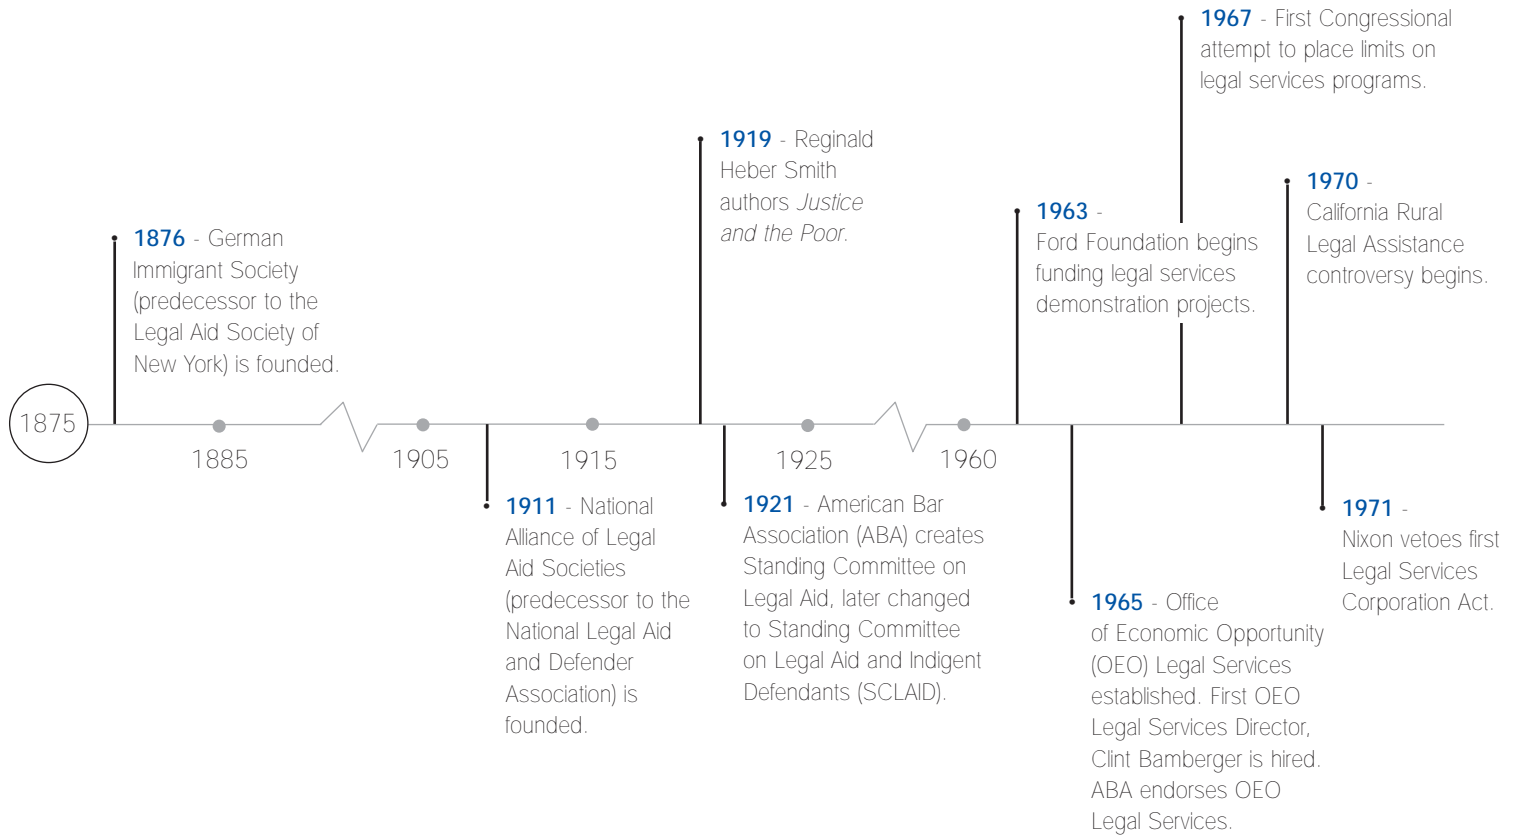 1967 - First Congressional
attempt to place limits on
legal services programs.
1919 - Reginald
Heber Smith
authors Justice
and the Poor.
1970 -
California Rural
Legal Assistance
controversy begins.
1963 -
Ford Foundation begins
funding legal services
demonstration projects.
1876 - German
Immigrant Society
(predecessor to the
Legal Aid Society of
New York) is founded.
1875
1885
1905
1915
1925
1960
1911 - National
Alliance of Legal
Aid Societies
(predecessor to the
National Legal Aid
and Defender
Association) is
founded.
1921 - American Bar
Association (ABA) creates
Standing Committee on
Legal Aid, later changed
to Standing Committee
on Legal Aid and Indigent
Defendants (SCLAID).
1965 - Office
of Economic Opportunity
(OEO) Legal Services
established. First OEO
Legal Services Director,
Clint Bamberger is hired.
ABA endorses OEO
Legal Services.
1971 -
Nixon vetoes first
Legal Services
Corporation Act.